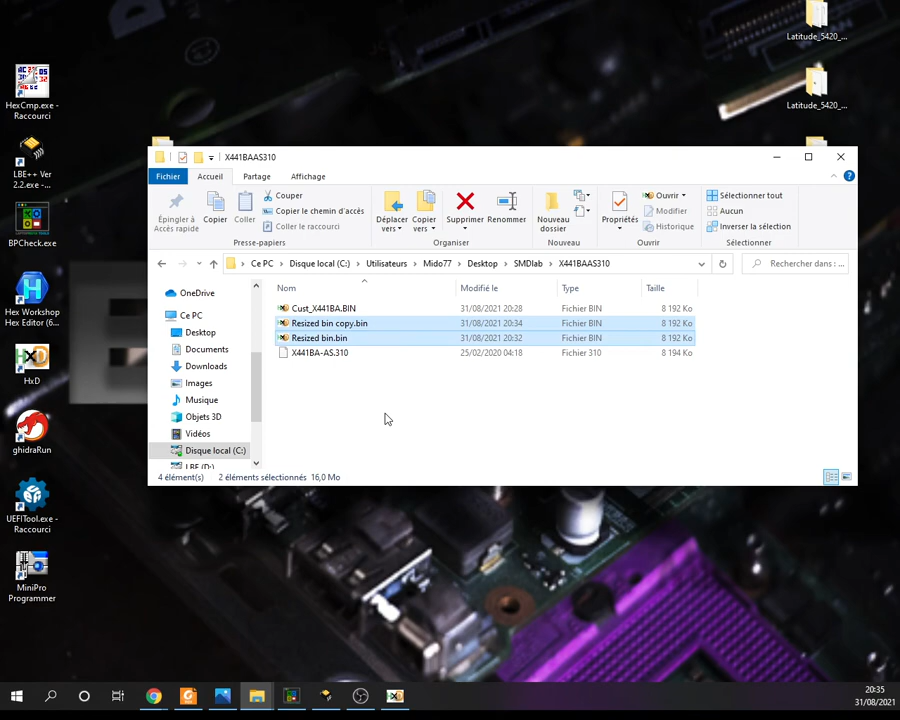 Latitude_5420_...
Latitude_5420_...
HexCmp.exe -
Raccourci
LBE++ Ver
2.2.exe -...
BPCheck.exe
Hex Workshop
Hex Editor (6...
HxD
ghidraRun
UEFITool.exe -
Raccourci
MiniPro
Programmer
X441BAAS310
Fichier
Accueil
Partage
Affichage
Épingler à
Accès rapide
Copier
Coller
Couper
Copier le chemin d'accès
Coller le raccourci
Presse-papiers
Déplacer
vers
Copier
vers
Supprimer
Renommer
Organiser
Nouveau
dossier
Nouveau
Propriétés
Ouvrir
Modifier
Historique
Ouvrir
Sélectionner tout
Aucun
Inverser la sélection
Sélectionner
Ce PC > Disque local (C:) > Utilisateurs > Mido77 > Desktop > SMDlab > X441BAAS310
Rechercher dans : ...
OneDrive
Ce PC
Desktop
Documents
Downloads
Images
Musique
Objets 3D
Vidéos
Disque local (C:)
LBE (D:)
Nom Modifié le Type Taille
Cust_X441BA.BIN 31/08/2021 20:28 Fichier BIN 8 192 Ko
Resized bin copy.bin 31/08/2021 20:34 Fichier BIN 8 192 Ko
Resized bin.bin 31/08/2021 20:32 Fichier BIN 8 192 Ko
X441BA-AS.310 25/02/2020 04:18 Fichier 310 8 194 Ko
4 élément(s) 2 éléments sélectionnés 16,0 Mo
20:35
31/08/2021